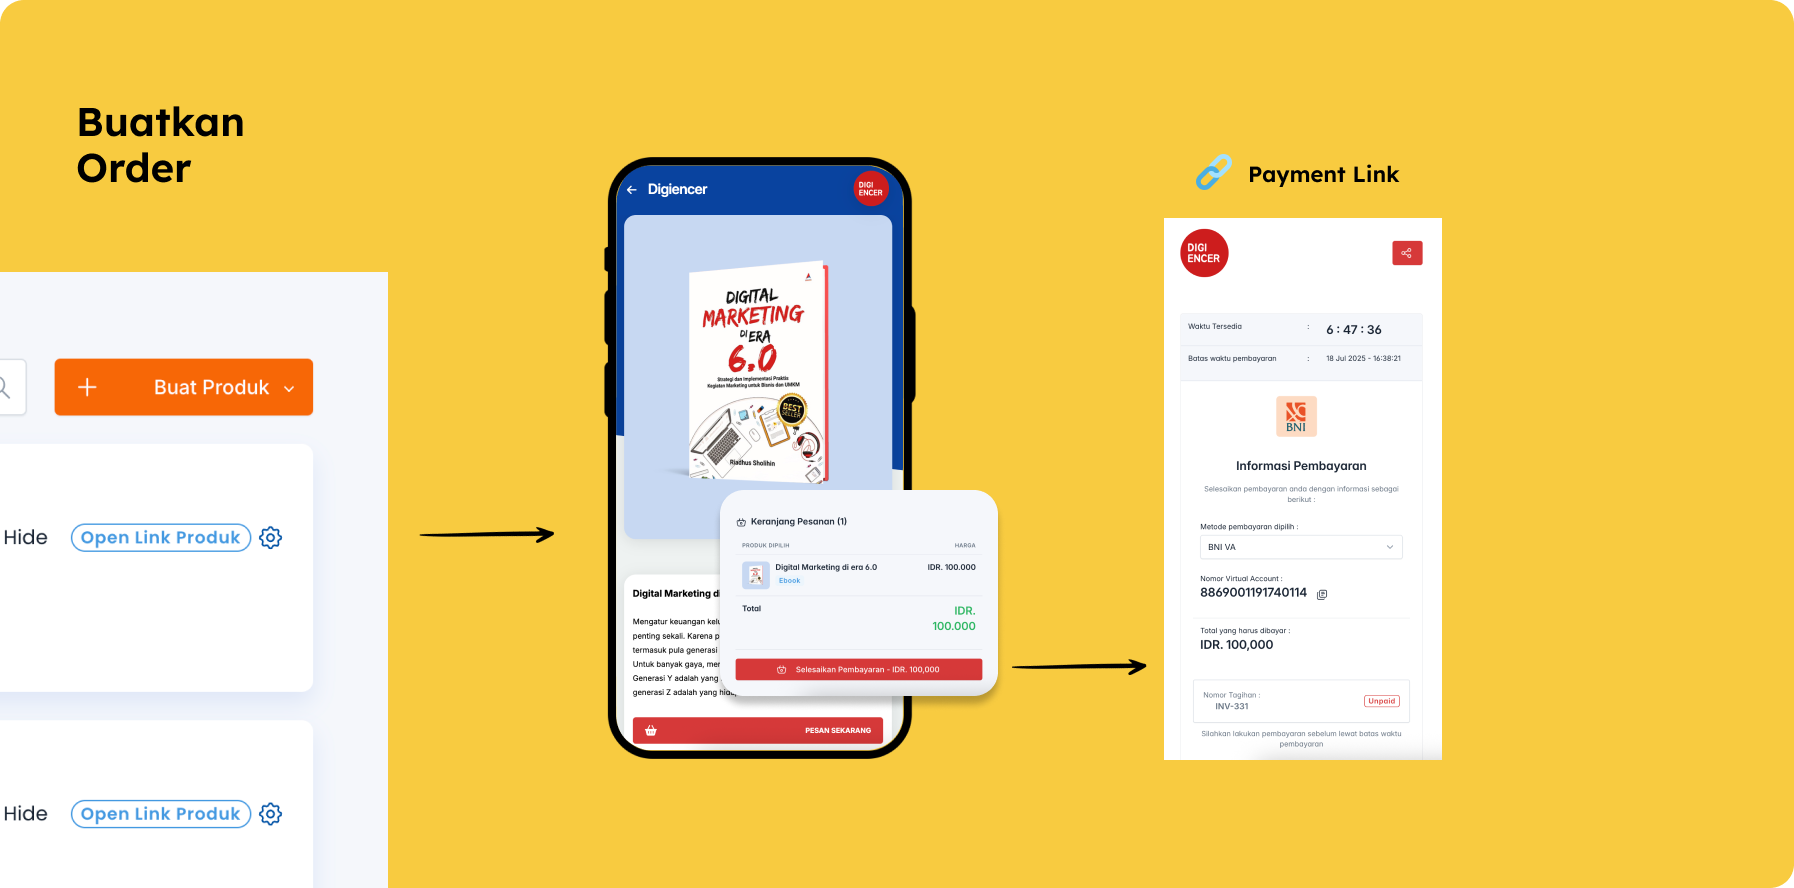 Buatkan
Order
Buat Produk
Hide
Open Link Produk
Hide
Open Link Produk
Digiencer
DIGI
ENCER
DIGITAL
MARKETING
DI ERA
6.0
Strategi dan Implementasi Praktis
Kegiatan Marketing untuk Bisnis dan UMKM
BEST
SELLER
Riadhus Sholihin
Digital Marketing di
Mengatur keuangan kelu
penting sekali. Karena p
termasuk pula generasi
Untuk banyak gaya, mer
Generasi Y adalah yang
generasi Z adalah yang hidup
PESAN SEKARANG
Keranjang Pesanan (1)
PRODUK DIPILIH HARGA
Digital Marketing di era 6.0 IDR. 100.000
Ebook
Total IDR.
100.000
Selesaikan Pembayaran - IDR. 100,000
Payment Link
DIGI
ENCER
Waktu Tersedia : 6 : 47 : 36
Batas waktu pembayaran : 18 Jul 2025 - 16:38:21
BNI
Informasi Pembayaran
Selesaikan pembayaran anda dengan informasi sebagai
berikut :
Metode pembayaran dipilih :
BNI VA
Nomor Virtual Account :
8869001191740114
Total yang harus dibayar :
IDR. 100,000
Nomor Tagihan :
INV-331
Unpaid
Silahkan lakukan pembayaran sebelum lewat batas waktu
pembayaran